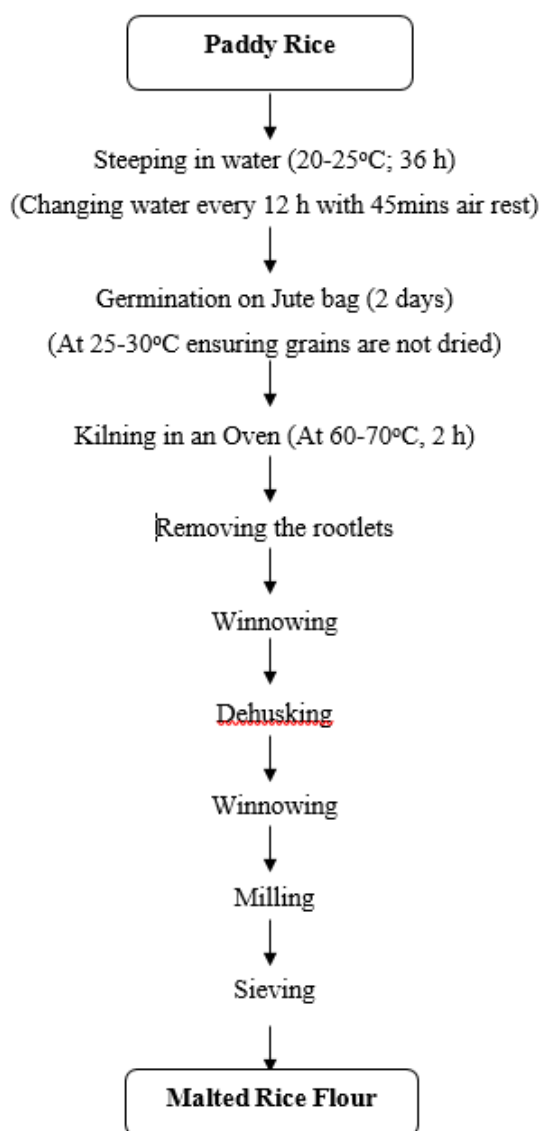 Paddy Rice
Steeping in water (20-25ºC; 36 h)
(Changing water every 12 h with 45mins air rest)
Germination on Jute bag (2 days)
(At 25-30ºC ensuring grains are not dried)
Kilning in an Oven (At 60-70ºC, 2 h)
Removing the rootlets
Winnowing
Dehusking
Winnowing
Milling
Sieving
Malted Rice Flour